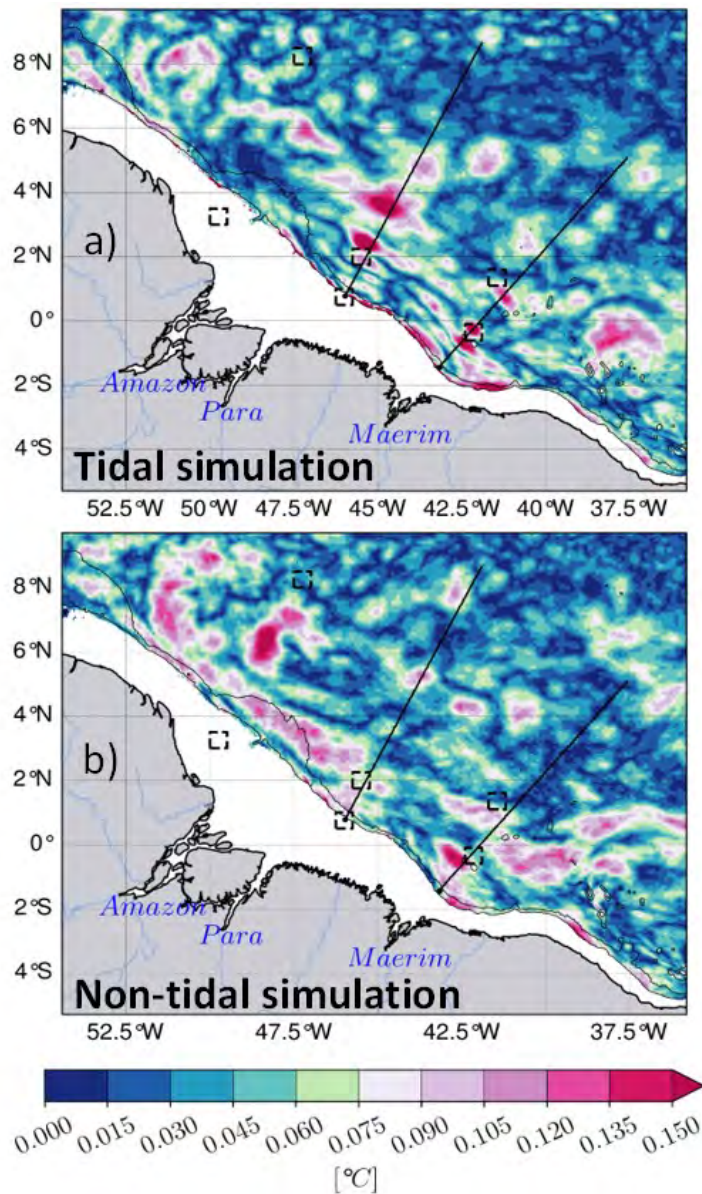 8°N
6°N
4°N
2°N
0°
2°S
4°S
a)
Amazon
Para
Maerim
Tidal simulation
52.5°W 50°W 47.5°W 45°W 42.5°W 40°W 37.5°W
8°N
6°N
4°N
2°N
0°
2°S
4°S
b)
Amazon
Para
Maerim
Non-tidal simulation
52.5°W 47.5°W 42.5°W 37.5°W
0.000 0.015 0.030 0.045 0.060 0.075 0.090 0.105 0.120 0.135 0.150
[°C]